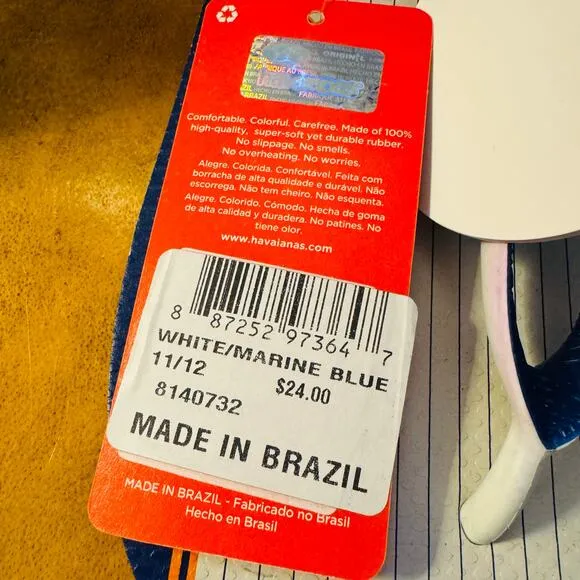 ORIGINAL
FABRIQUE AU
BRAZIL
Comfortable. Colorful. Carefree. Made of 100%
high-quality, super-soft yet durable rubber.
No slippage. No smells.
No overheating. No worries.
Alegre. Colorida. Confortável. Feita com
borracha de alta qualidade e durável. Não
escorrega. Não tem cheiro. Não esquenta.
Alegre. Colorido. Cómodo. Hecha de goma
de alta calidad y duradera. No patines. No
tiene olor.
www.havaianas.com
8 87252 97364 7
WHITE/MARINE BLUE
11/12 $24.00
8140732
MADE IN BRAZIL
MADE IN BRAZIL - Fabricado no Brasil
Hecho en Brasil